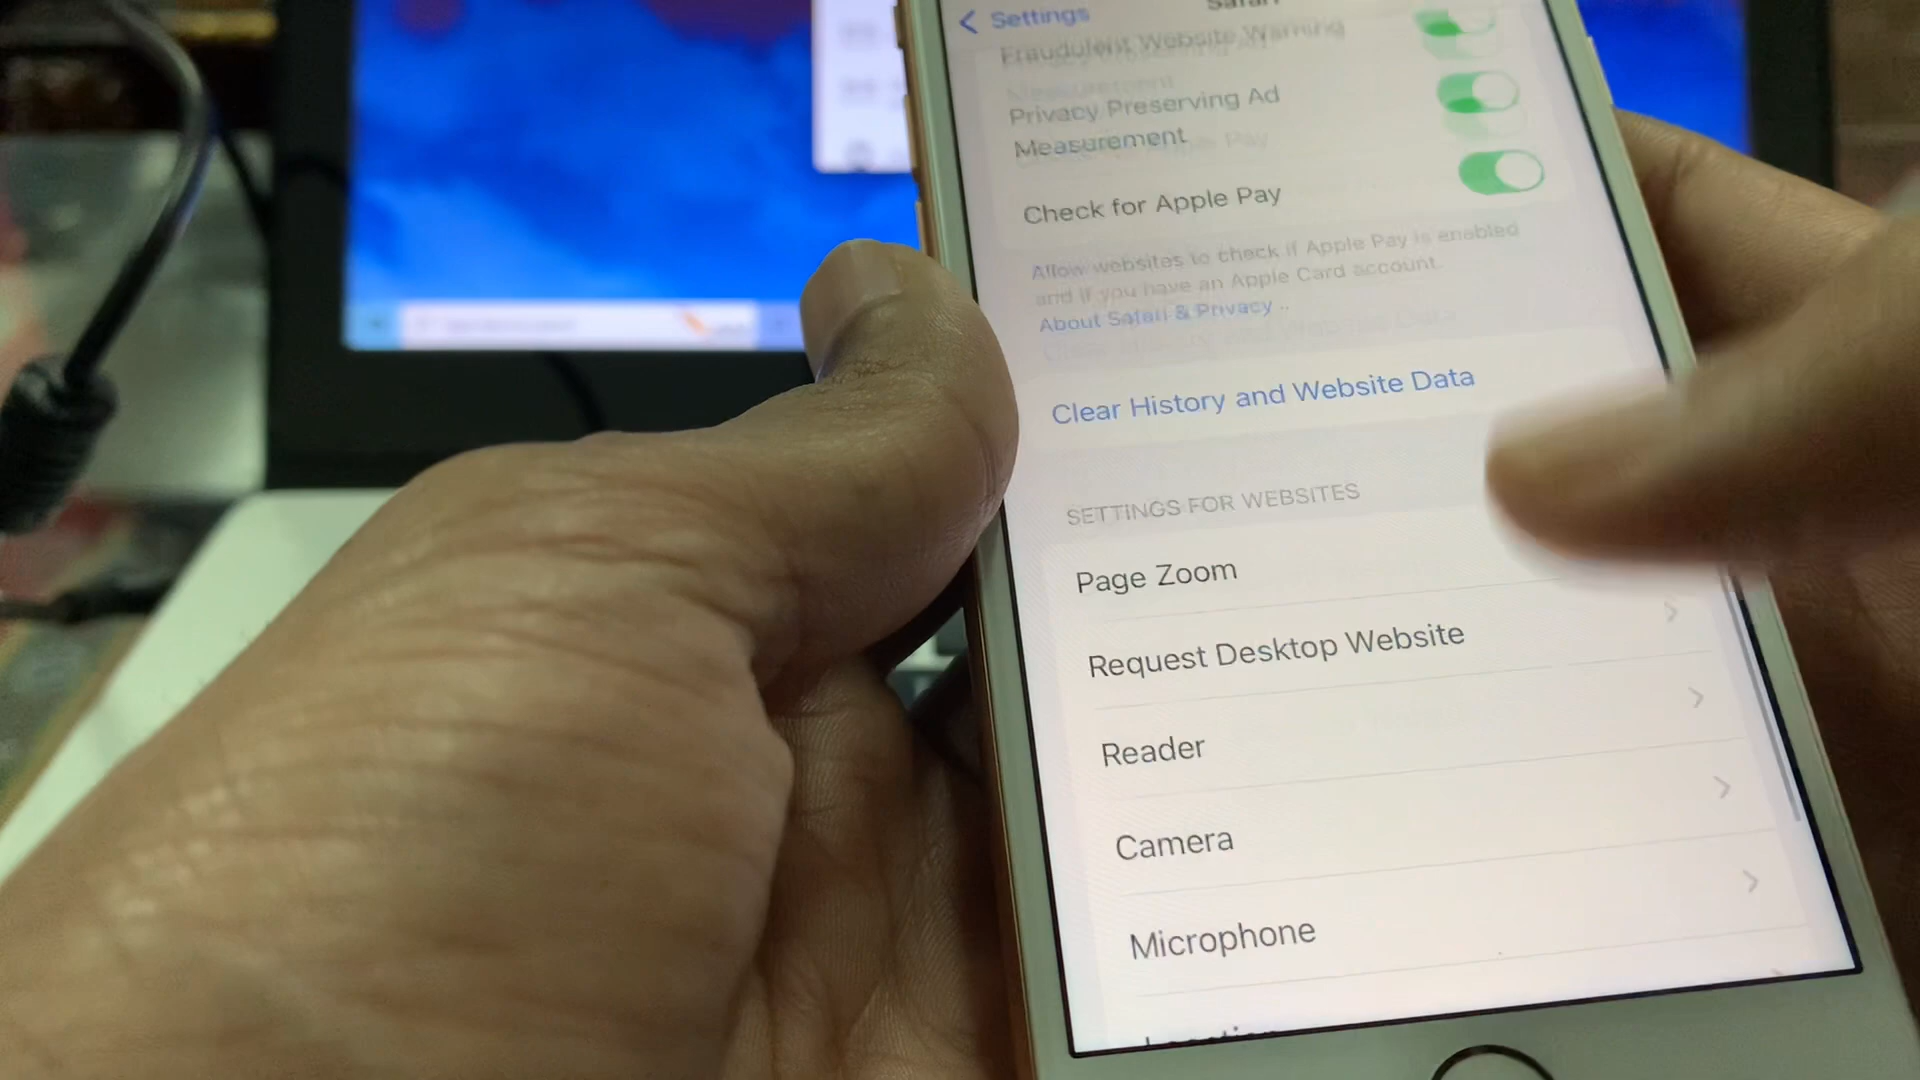 Settings
Safari
Fraudulent Website Warning
Privacy Preserving Ad
Measurement
Check for Apple Pay
Allow websites to check if Apple Pay is enabled
and if you have an Apple Card account.
About Safari & Privacy...
Clear History and Website Data
SETTINGS FOR WEBSITES
Page Zoom
Request Desktop Website
Reader
Camera
Microphone
Location